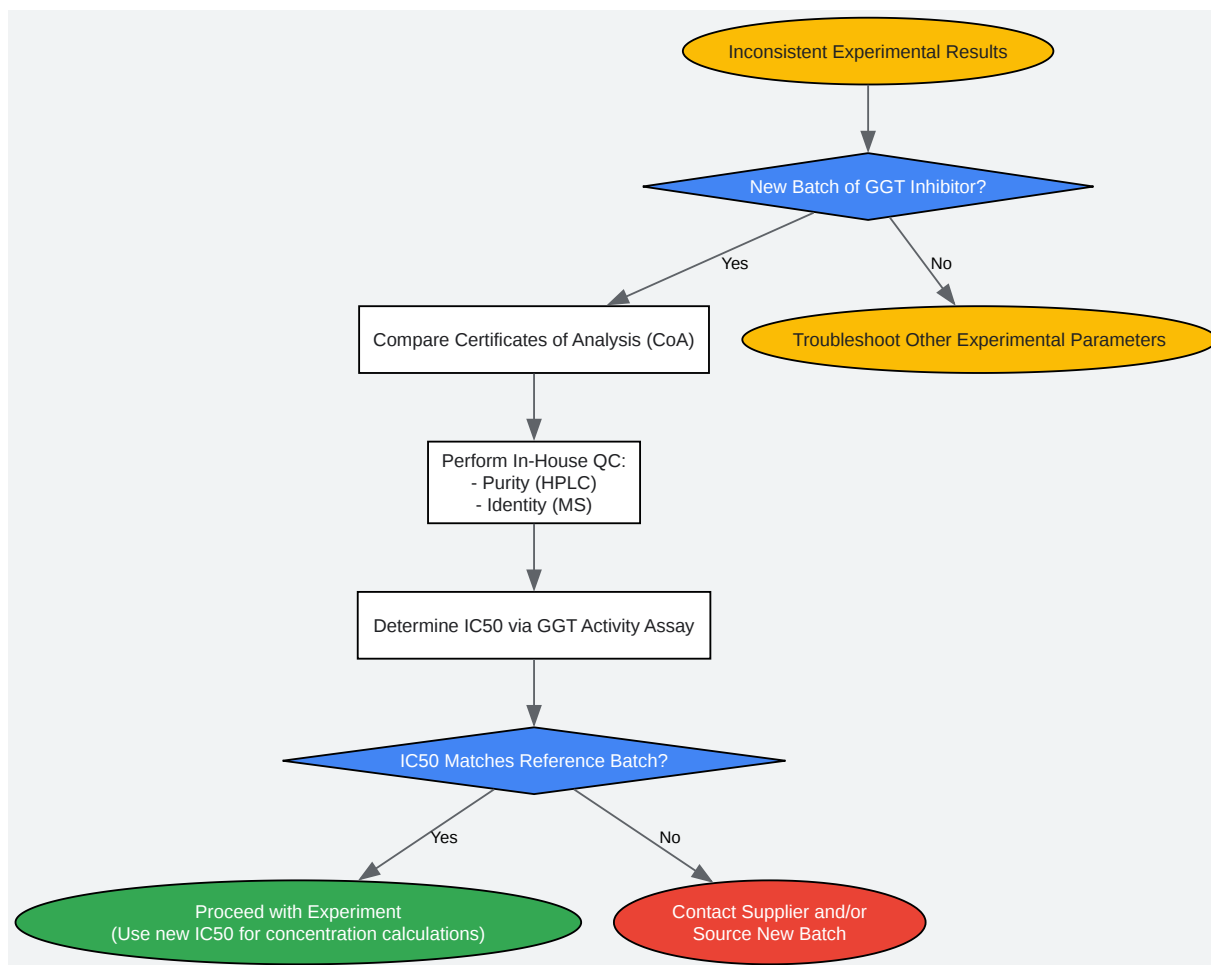 Inconsistent Experimental Results
New Batch of GGT Inhibitor?
Yes
No
Compare Certificates of Analysis (CoA)
Troubleshoot Other Experimental Parameters
Perform In-House QC:
- Purity (HPLC)
- Identity (MS)
Determine IC50 via GGT Activity Assay
IC50 Matches Reference Batch?
Yes
No
Proceed with Experiment
(Use new IC50 for concentration calculations)
Contact Supplier and/or
Source New Batch